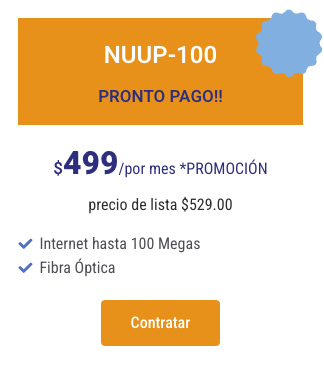 NUUP-100
PRONTO PAGO!!
$499/por mes *PROMOCIÓN
precio de lista $529.00
Internet hasta 100 Megas
Fibra Óptica
Contratar